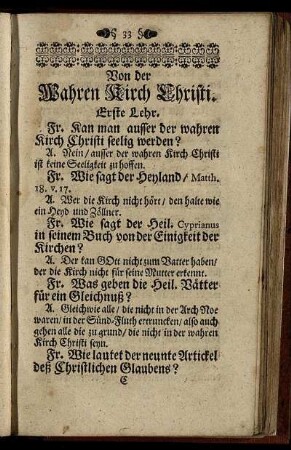 33
Von der
Wahren Kirch Christi.
Erste Lehr.
Fr. Kan man ausser der wahren
Kirch Christi seelig werden?
A. Nein / ausser der wahren Kirch Christi
ist keine Seeligkeit zu hoffen.
Fr. Wie sagt der Heyland / Matth.
18. v. 17.
A. Wer die Kirch nicht hört / den halte wie
ein Heyd und Zöllner.
Fr. Wie sagt der Heil. Cyprianus
in seinem Buch von der Einigkeit der
Kirchen?
A. Der kan GOtt nicht zum Vatter haben /
der die Kirch nicht für seine Mutter erkennt.
Fr. Was geben die Heil. Vätter
für ein Gleichnuß?
A. Gleichwie alle / die nicht in der Arch Noe
waren / in der Sünd-Fluth ertruncken / also auch
gehen alle die zu grund / die nicht in der wahren
Kirch Christi seyn.
Fr. Wie lautet der neunte Artickel
deß Christlichen Glaubens?
C